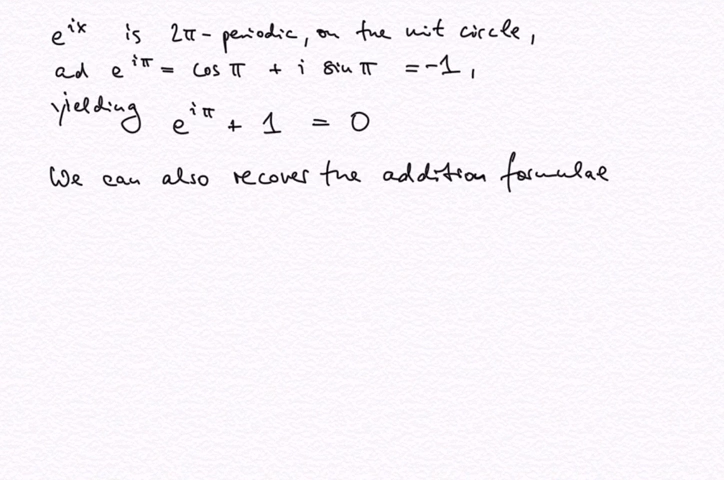 e^{ix} is 2π-periodic, on the unit circle,
ad e^{iπ} = cos π + i sin π = -1,
yielding e^{iπ} + 1 = 0
We can also recover the addition formulae